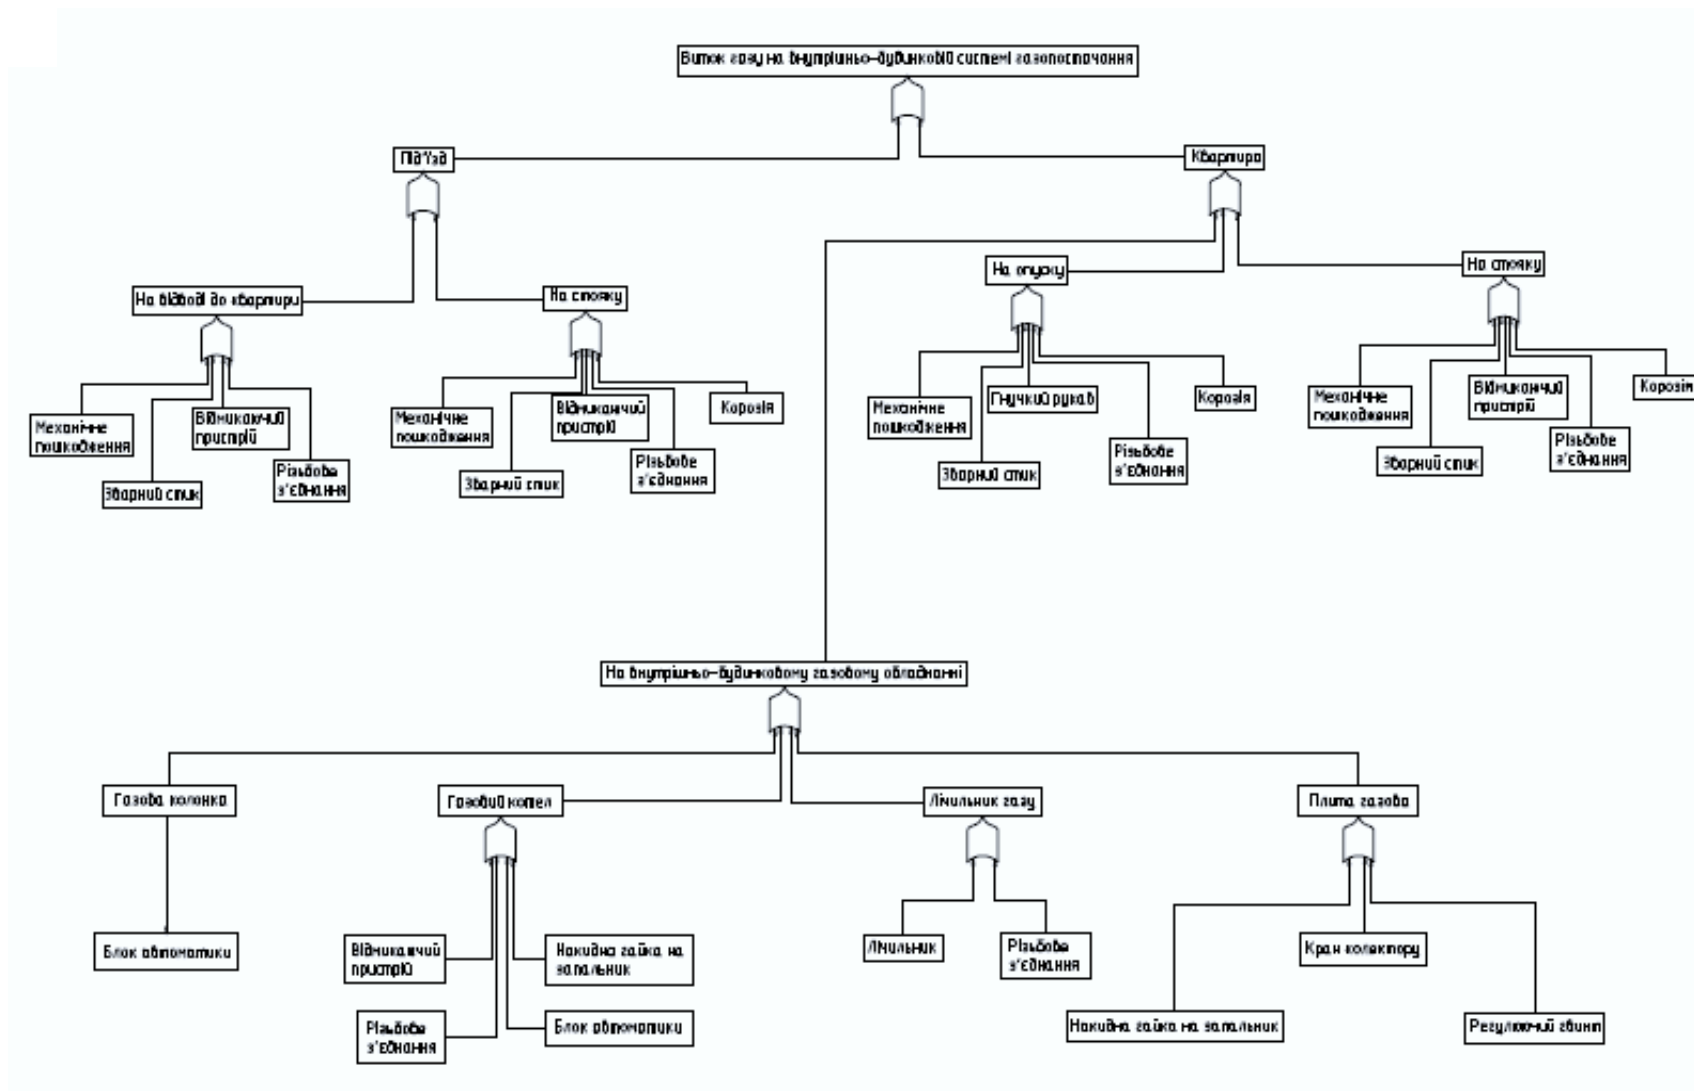 Виток газу на внутрішньо-будинковій системі газопостачання
Під'їзд
Квартира
На відводі до квартири
На стояку
На опуску
На стояку
Механічне
пошкодження
Зварний стик
Відмикаючий
пристрій
Різьбове
з'єднання
Механічне
пошкодження
Зварний стик
Відмикаючий
пристрій
Різьбове
з'єднання
Корозія
Механічне
пошкодження
Зварний стик
Гнучкий рукав
Різьбове
з'єднання
Корозія
Механічне
пошкодження
Зварний стик
Відмикаючий
пристрій
Різьбове
з'єднання
Корозія
На внутрішньо-будинковому газовому обладнанні
Газова колонка
Газовий котел
Лічильник газу
Плита газова
Блок автоматики
Відмикаючий
пристрій
Накидна гайка на
запальник
Різьбове
з'єднання
Блок автоматики
Лічильник
Різьбове
з'єднання
Кран колектору
Накидна гайка на запальник
Регулюючий гвинт